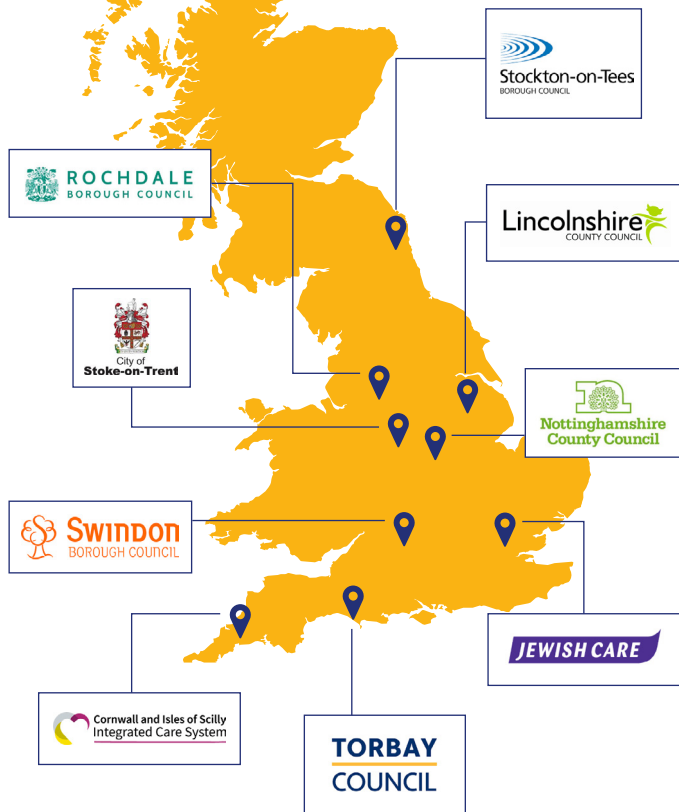 Stockton-on-Tees
BOROUGH COUNCIL
ROCHDALE
BOROUGH COUNCIL
Lincolnshire
COUNTY COUNCIL
City of
Stoke-on-Trent
Nottinghamshire
County Council
SWINDON
BOROUGH COUNCIL
JEWISH CARE
Cornwall and Isles of Scilly
Integrated Care System
TORBAY
COUNCIL